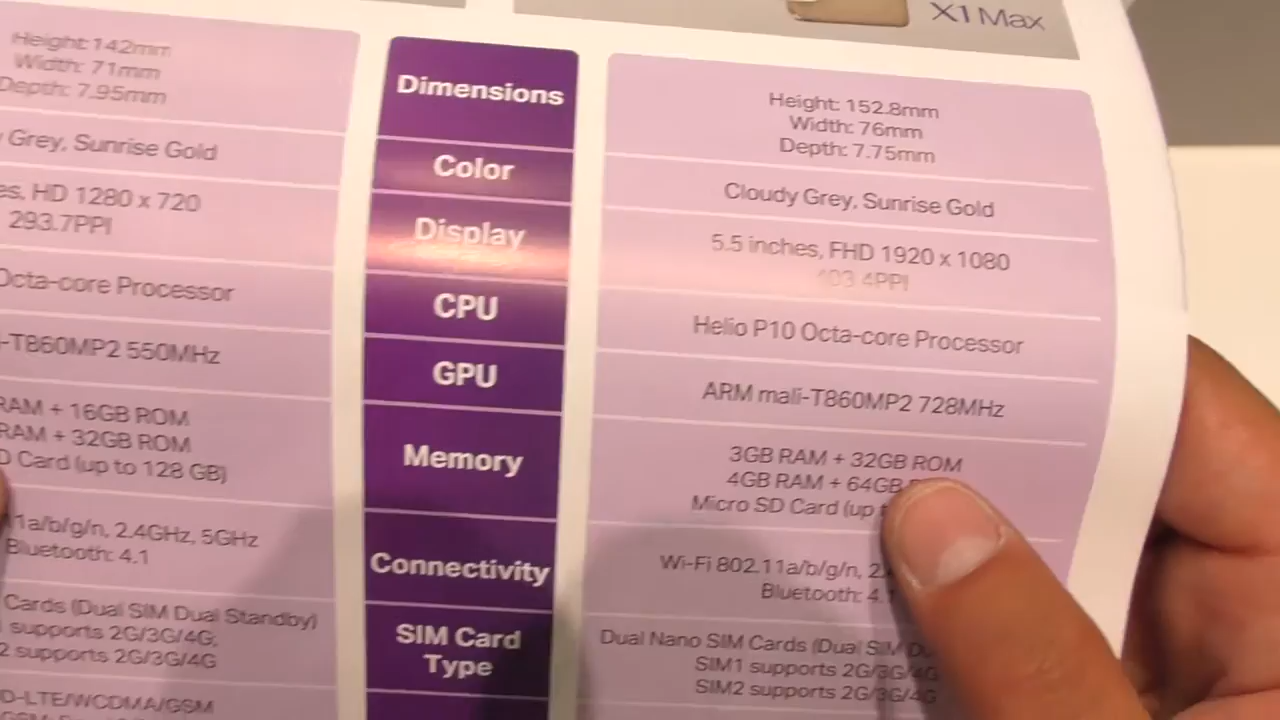 X1 Max
Height: 142mm
Width: 71mm
Depth: 7.95mm
Dimensions
Height: 152.8mm
Width: 76mm
Depth: 7.75mm
Grey, Sunrise Gold
Color
Cloudy Grey, Sunrise Gold
HD 1280 x 720
293.7PPI
Display
5.5 inches, FHD 1920 x 1080
403.4PPI
Octa-core Processor
CPU
Helio P10 Octa-core Processor
-T860MP2 550MHz
GPU
ARM mali-T860MP2 728MHz
RAM + 16GB ROM
RAM + 32GB ROM
Card (up to 128 GB)
Memory
3GB RAM + 32GB ROM
4GB RAM + 64GB
Micro SD Card (up
11a/b/g/n, 2.4GHz, 5GHz
Bluetooth: 4.1
Connectivity
Wi-Fi 802.11a/b/g/n,
Bluetooth: 4.1
Cards (Dual SIM Dual Standby)
supports 2G/3G/4G,
2 supports 2G/3G/4G
SIM Card
Type
Dual Nano SIM Cards (Dual SIM
SIM1 supports 2G/3G/4G
SIM2 supports 2G/3G/4G
D-LTE/WCDMA/GSM